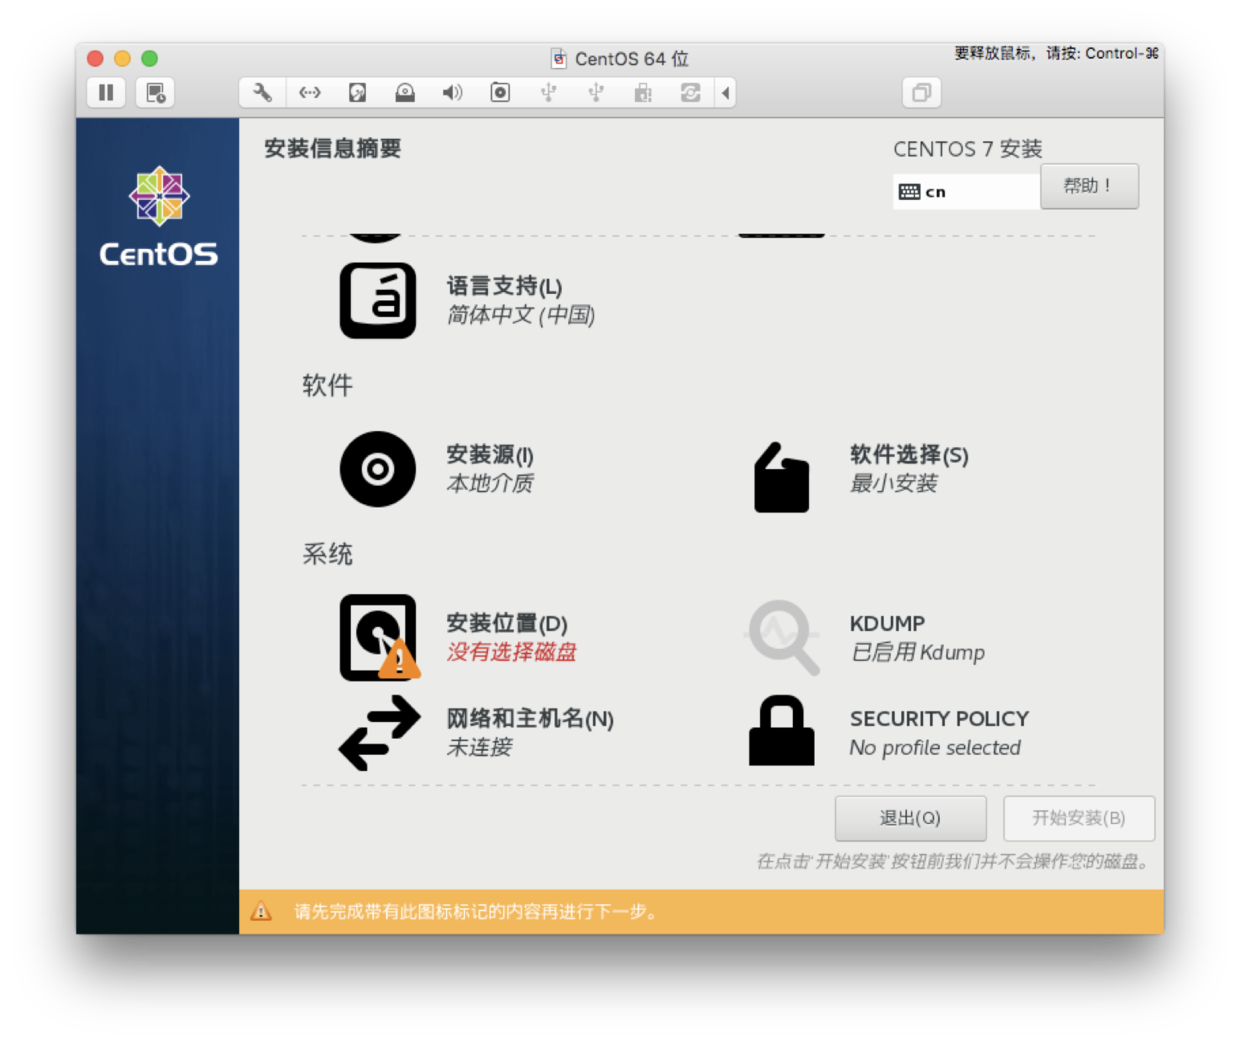 CentOS 64 位
要释放鼠标，请按: Control-⌘
安装信息摘要
CENTOS 7 安装
cn
帮助！
CentOS
语言支持(L)
简体中文 (中国)
软件
安装源(I)
本地介质
软件选择(S)
最小安装
系统
安装位置(D)
没有选择磁盘
KDUMP
已启用 Kdump
网络和主机名(N)
未连接
SECURITY POLICY
No profile selected
退出(Q)
开始安装(B)
在点击'开始安装'按钮前我们并不会操作您的磁盘。
请先完成带有此图标标记的内容再进行下一步。